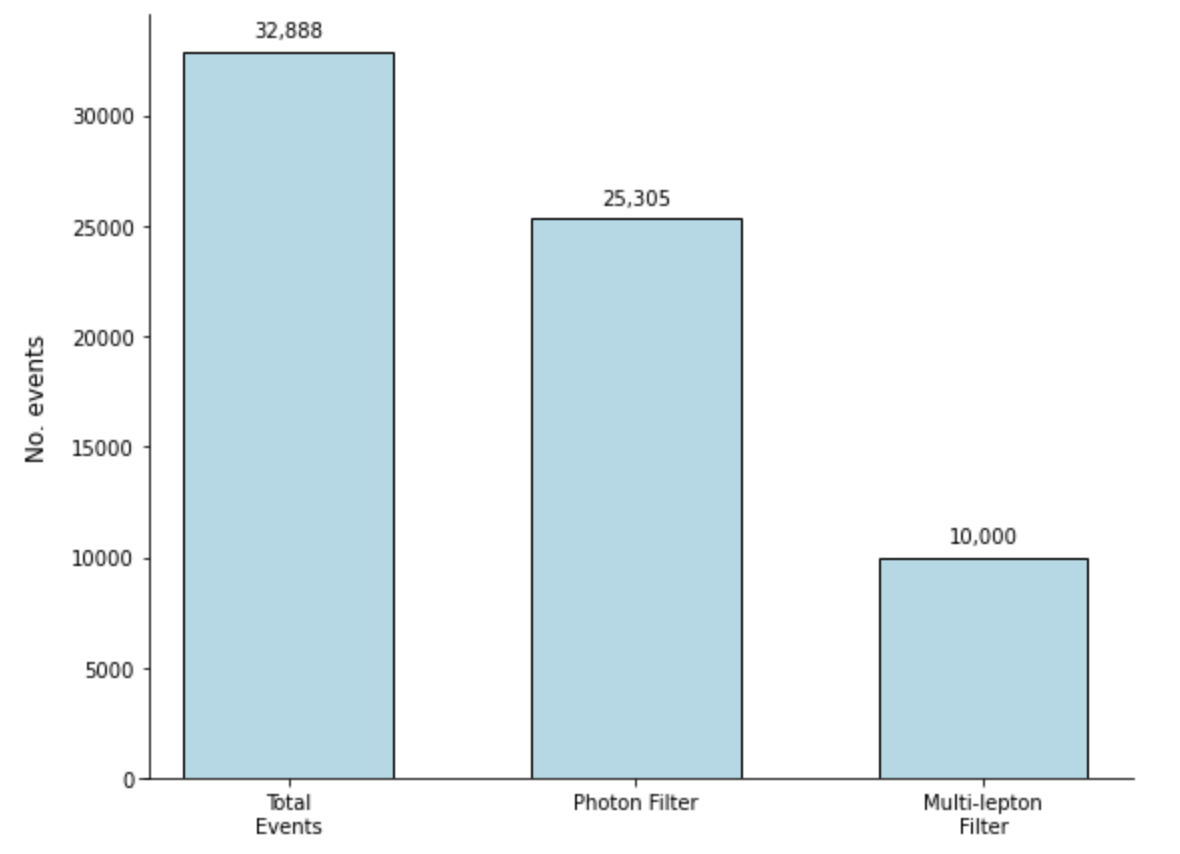 32,888
30000
25,305
25000
20000
No. events
15000
10,000
10000
5000
0
Total
Events
Photon Filter
Multi-lepton
Filter